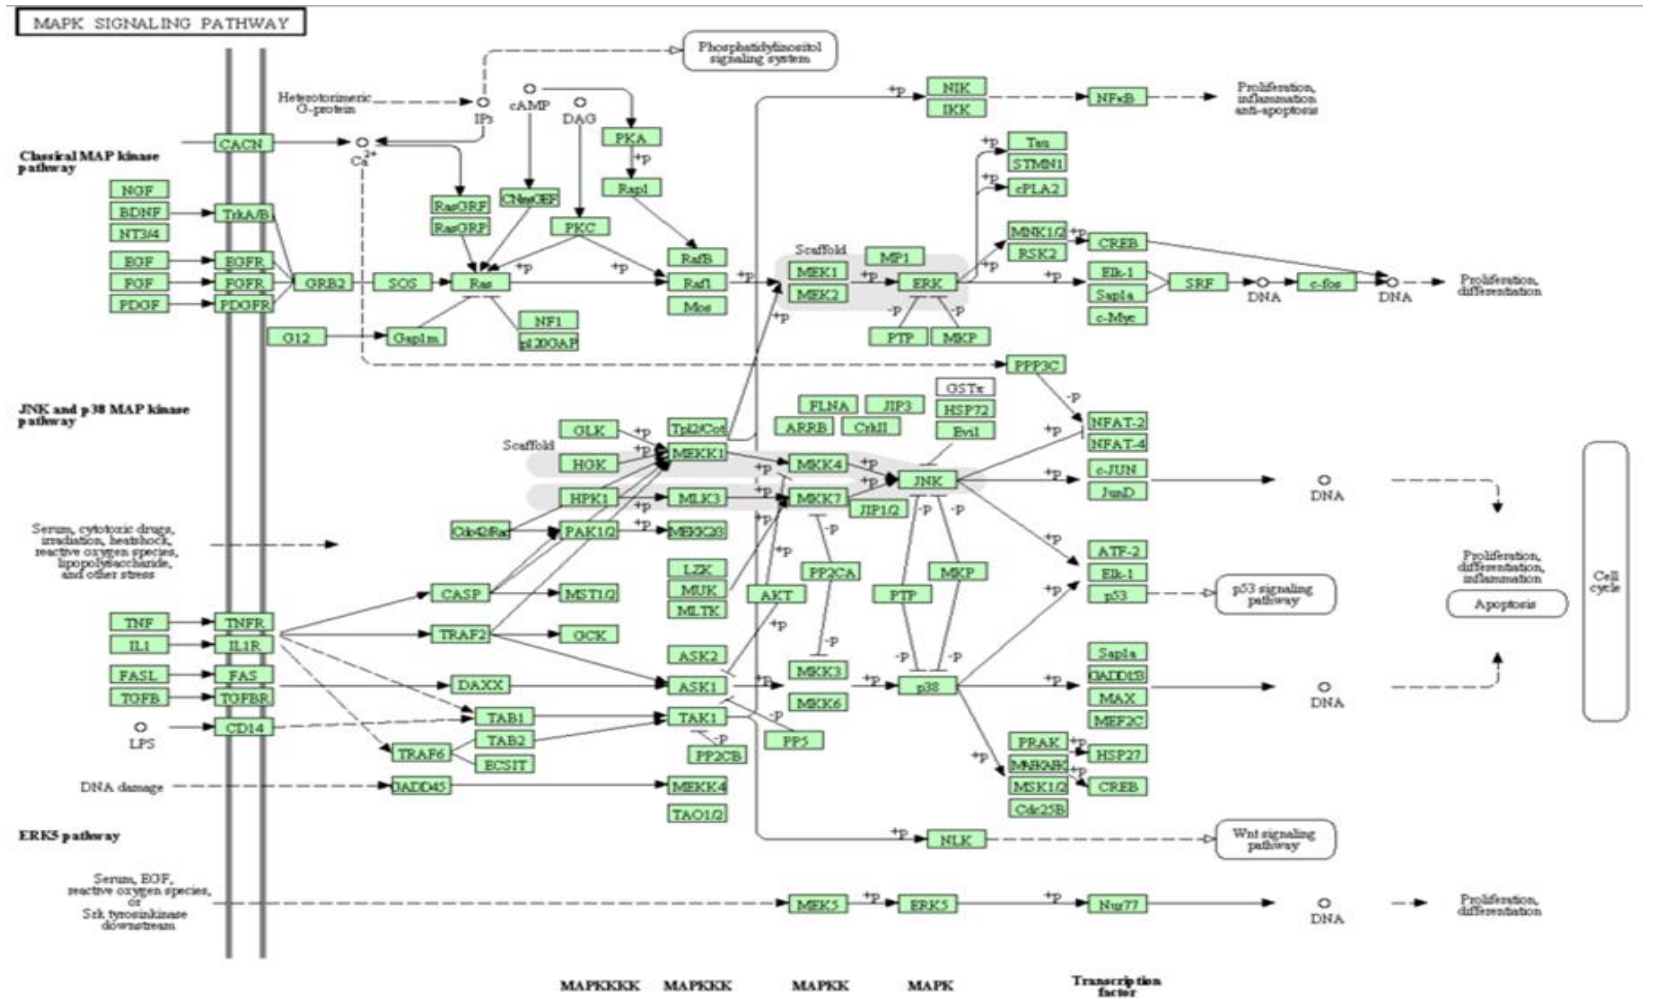 MAPK SIGNALING PATHWAY
Phosphatidylinositol
signaling system
Heterotorimeric
G-protein
IP3
cAMP
DAG
PKA
+p
Rap1
NIK
IKK
+p
NFκB
Proliferation,
inflammation
anti-apoptosis
CACN
Ca2+
Classical MAP kinase
pathway
NGF
BDNF
NT3/4
TrkA/B
EGF
EGFR
FGF
FGFR
PDGF
PDGFR
GRB2
SOS
RasGRF
RasGRP
CNasGEF
PKC
Ras
+p
+p
RafB
Raf1
Mos
+p
+p
G12
Gap1m
NF1
p120GAP
Scaffold
MEK1
MEK2
+p
MP1
ERK
-p
-p
PTP
MKP
+p
+p
+p
+p
Tau
STMN1
cPLA2
MNK1/2
RSK2
+p
CREB
Elk-1
Sap1a
c-Myc
SRF
DNA
c-fos
DNA
Proliferation,
differentiation
PPP3C
-p
JNK and p38 MAP kinase
pathway
Scaffold
GLK
HGK
HPK1
PAK1/2
+p
+p
+p
+p
Tpl2/Cot
MEKK1
MLK3
MEKK2/3
Cdc42/Rac
FLNA
JIP3
ARRB
CrkII
GSTπ
HSP72
Evi1
MKK4
MKK7
+p
+p
+p
+p
+p
JNK
JIP1/2
-p
-p
+p
+p
+p
NFAT-2
NFAT-4
c-JUN
JunD
DNA
Serum, cytotoxic drugs,
irradiation, heatshock,
reactive oxygen species,
lipopolysaccharide,
and other stress
LZK
MUK
MLTK
+p
AKT
+p
PP2CA
-p
-p
PTP
MKP
-p
-p
ATF-2
Elk-1
p53
p53 signaling
pathway
Proliferation,
differentiation,
inflammation
Apoptosis
Cell
cycle
TNF
TNFR
IL1
IL1R
FASL
FAS
TGFB
TGFBR
LPS
CD14
CASP
MST1/2
TRAF2
GCK
DAXX
ASK2
ASK1
TAK1
+p
-p
-p
PP2CB
PP5
TAB1
TAB2
ECSIT
TRAF6
MKK3
MKK6
+p
p38
+p
+p
+p
Sap1a
GADD153
MAX
MEF2C
DNA
PRAK
MAPKAPK
MSK1/2
Cdc25B
+p
+p
HSP27
CREB
DNA damage
GADD45
MEKK4
TAO1/2
+p
NLK
Wnt signaling
pathway
ERK5 pathway
Serum, EGF,
reactive oxygen species,
or
Srk tyrosinkinase
downstream
MEK5
+p
ERK5
+p
Nur77
DNA
Proliferation,
differentiation
MAPKKKK
MAPKKK
MAPKK
MAPK
Transcription
factor